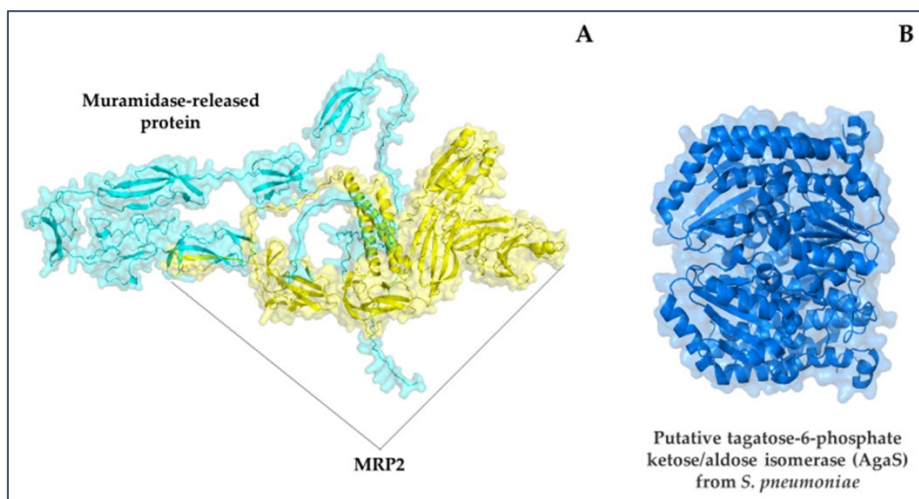 A
B
Muramidase-released
protein
MRP2
Putative tagatose-6-phosphate
ketose/aldose isomerase (AgaS)
from S. pneumoniae